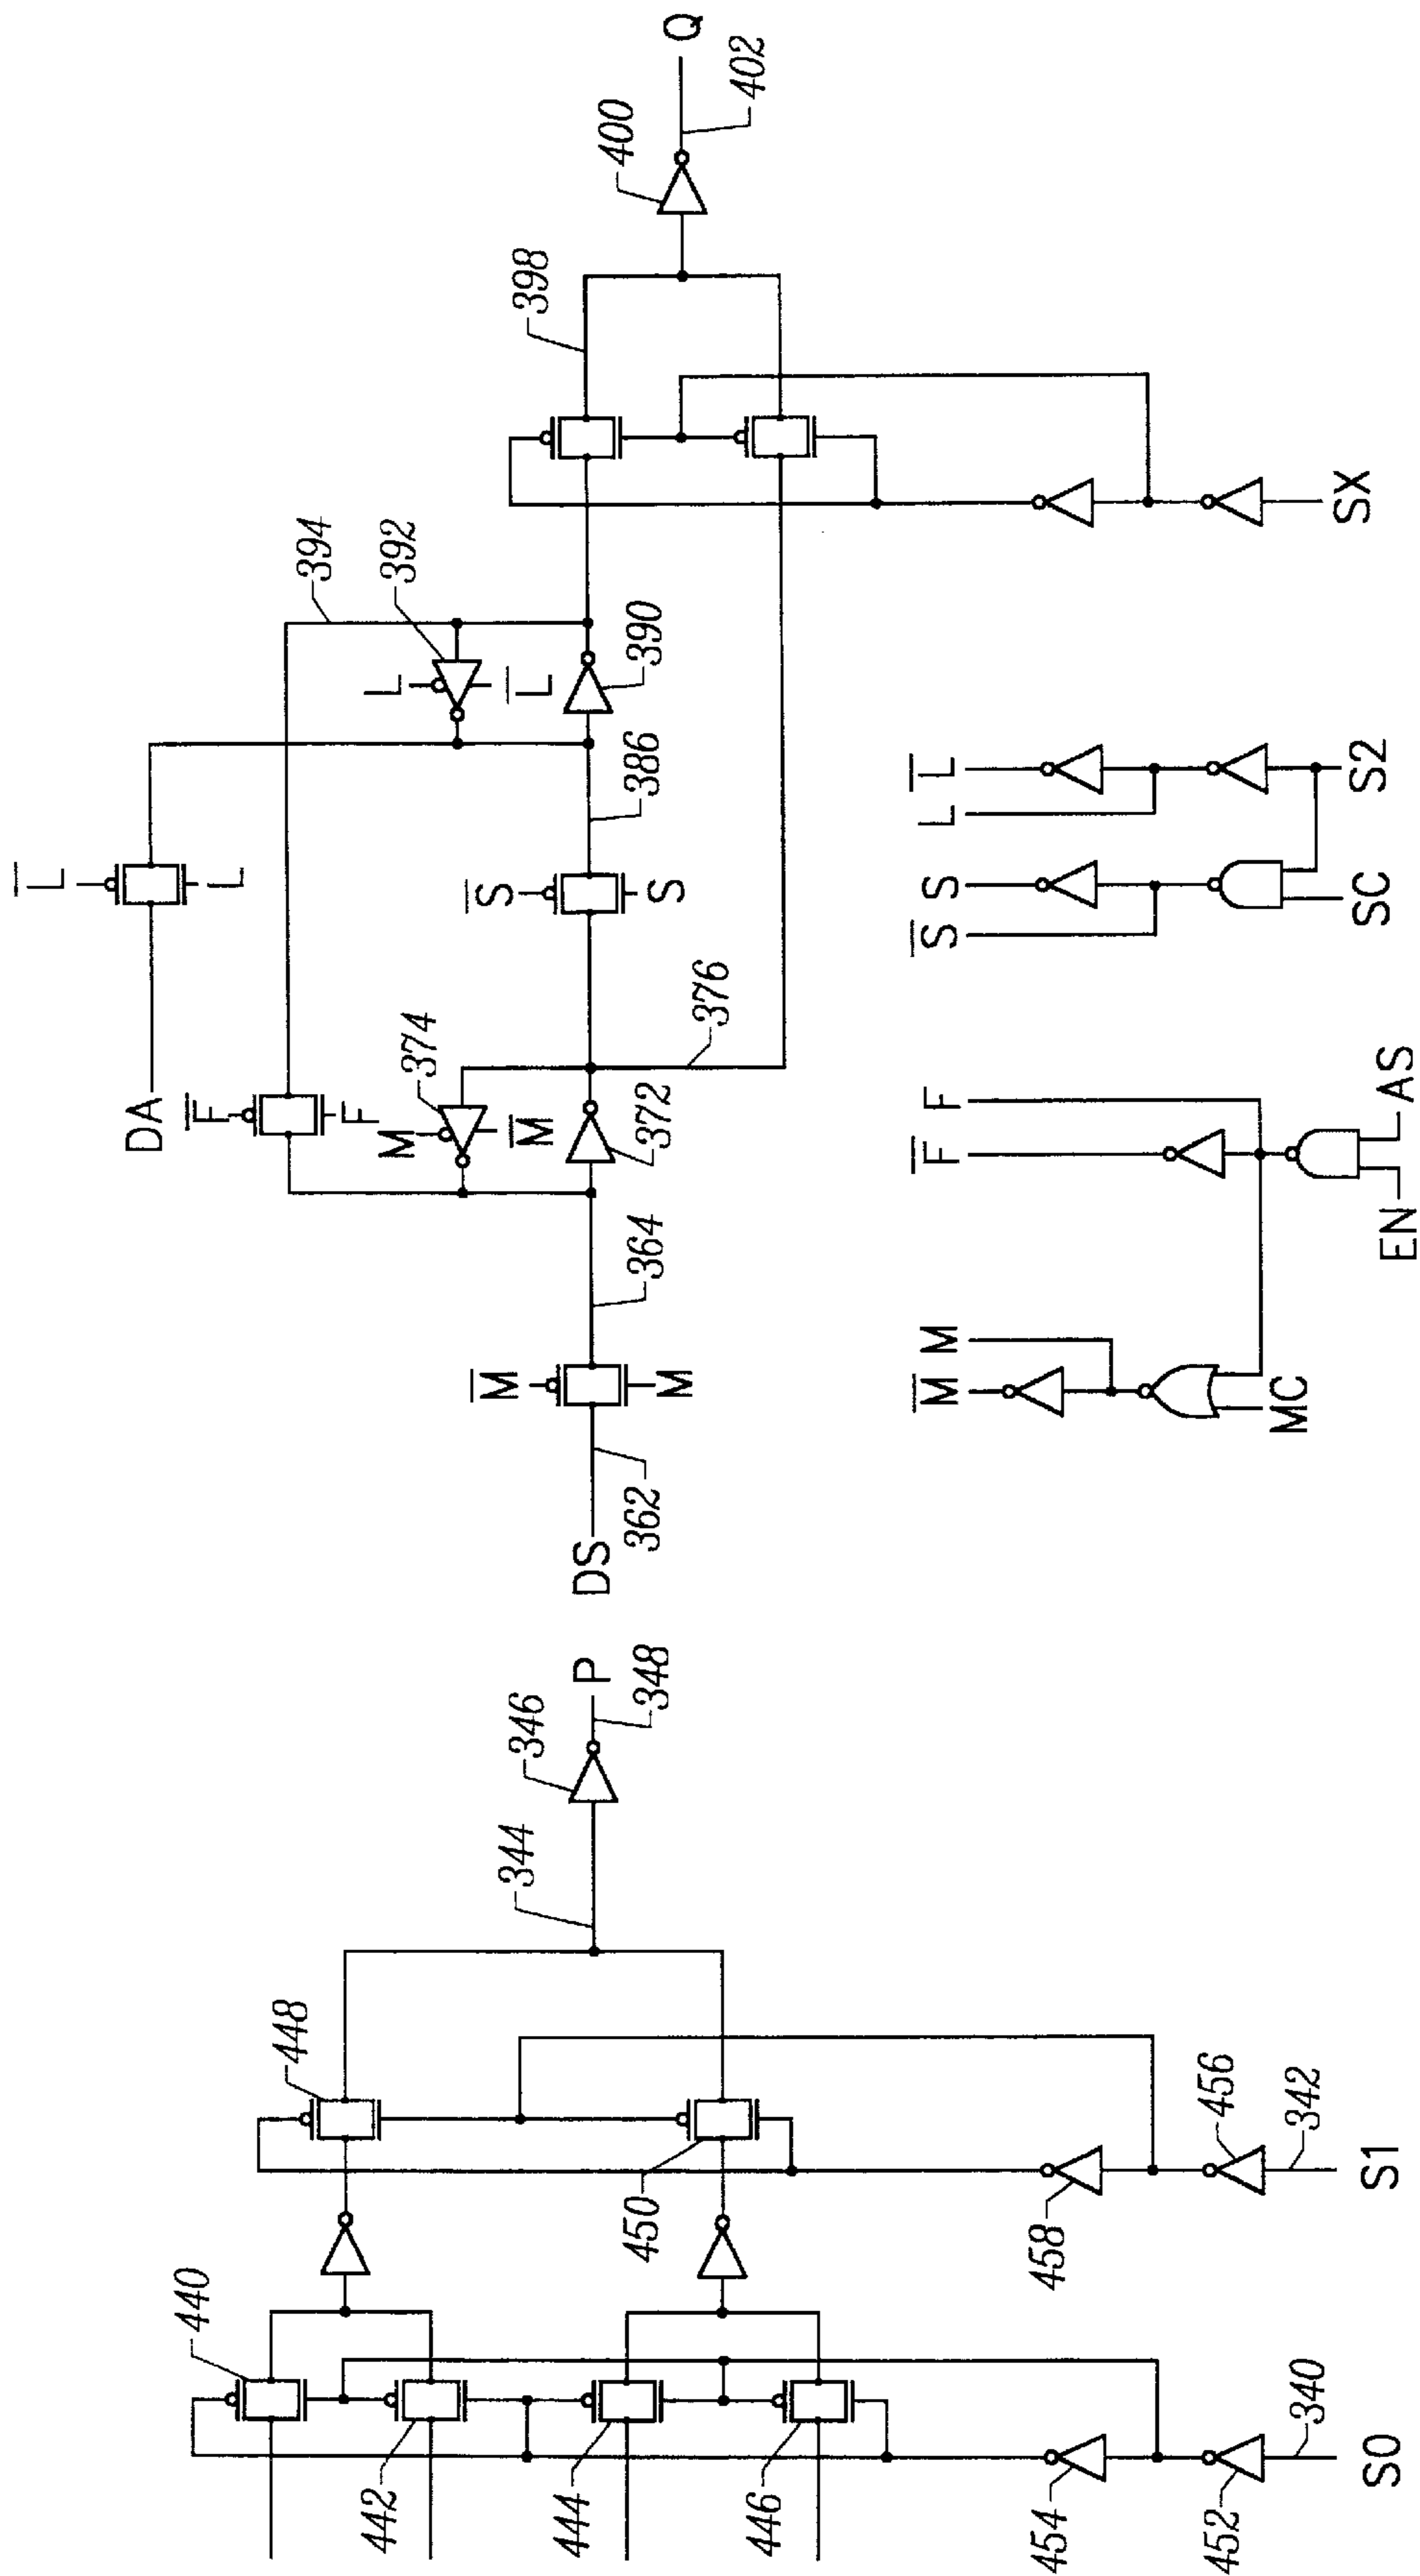 440
442
444
446
448
450
454
452
340
S0
458
456
342
S1
344
346
P
348
DS
362
M̅
M
364
DA
L̅
L
F̅
F
M
374
M̅
372
376
S̅
S
386
394
L
392
L̅
390
398
400
Q
402
SX
M̅
M
MC
F̅
F
EN
AS
S̅
S
SC
L
L̅
S2